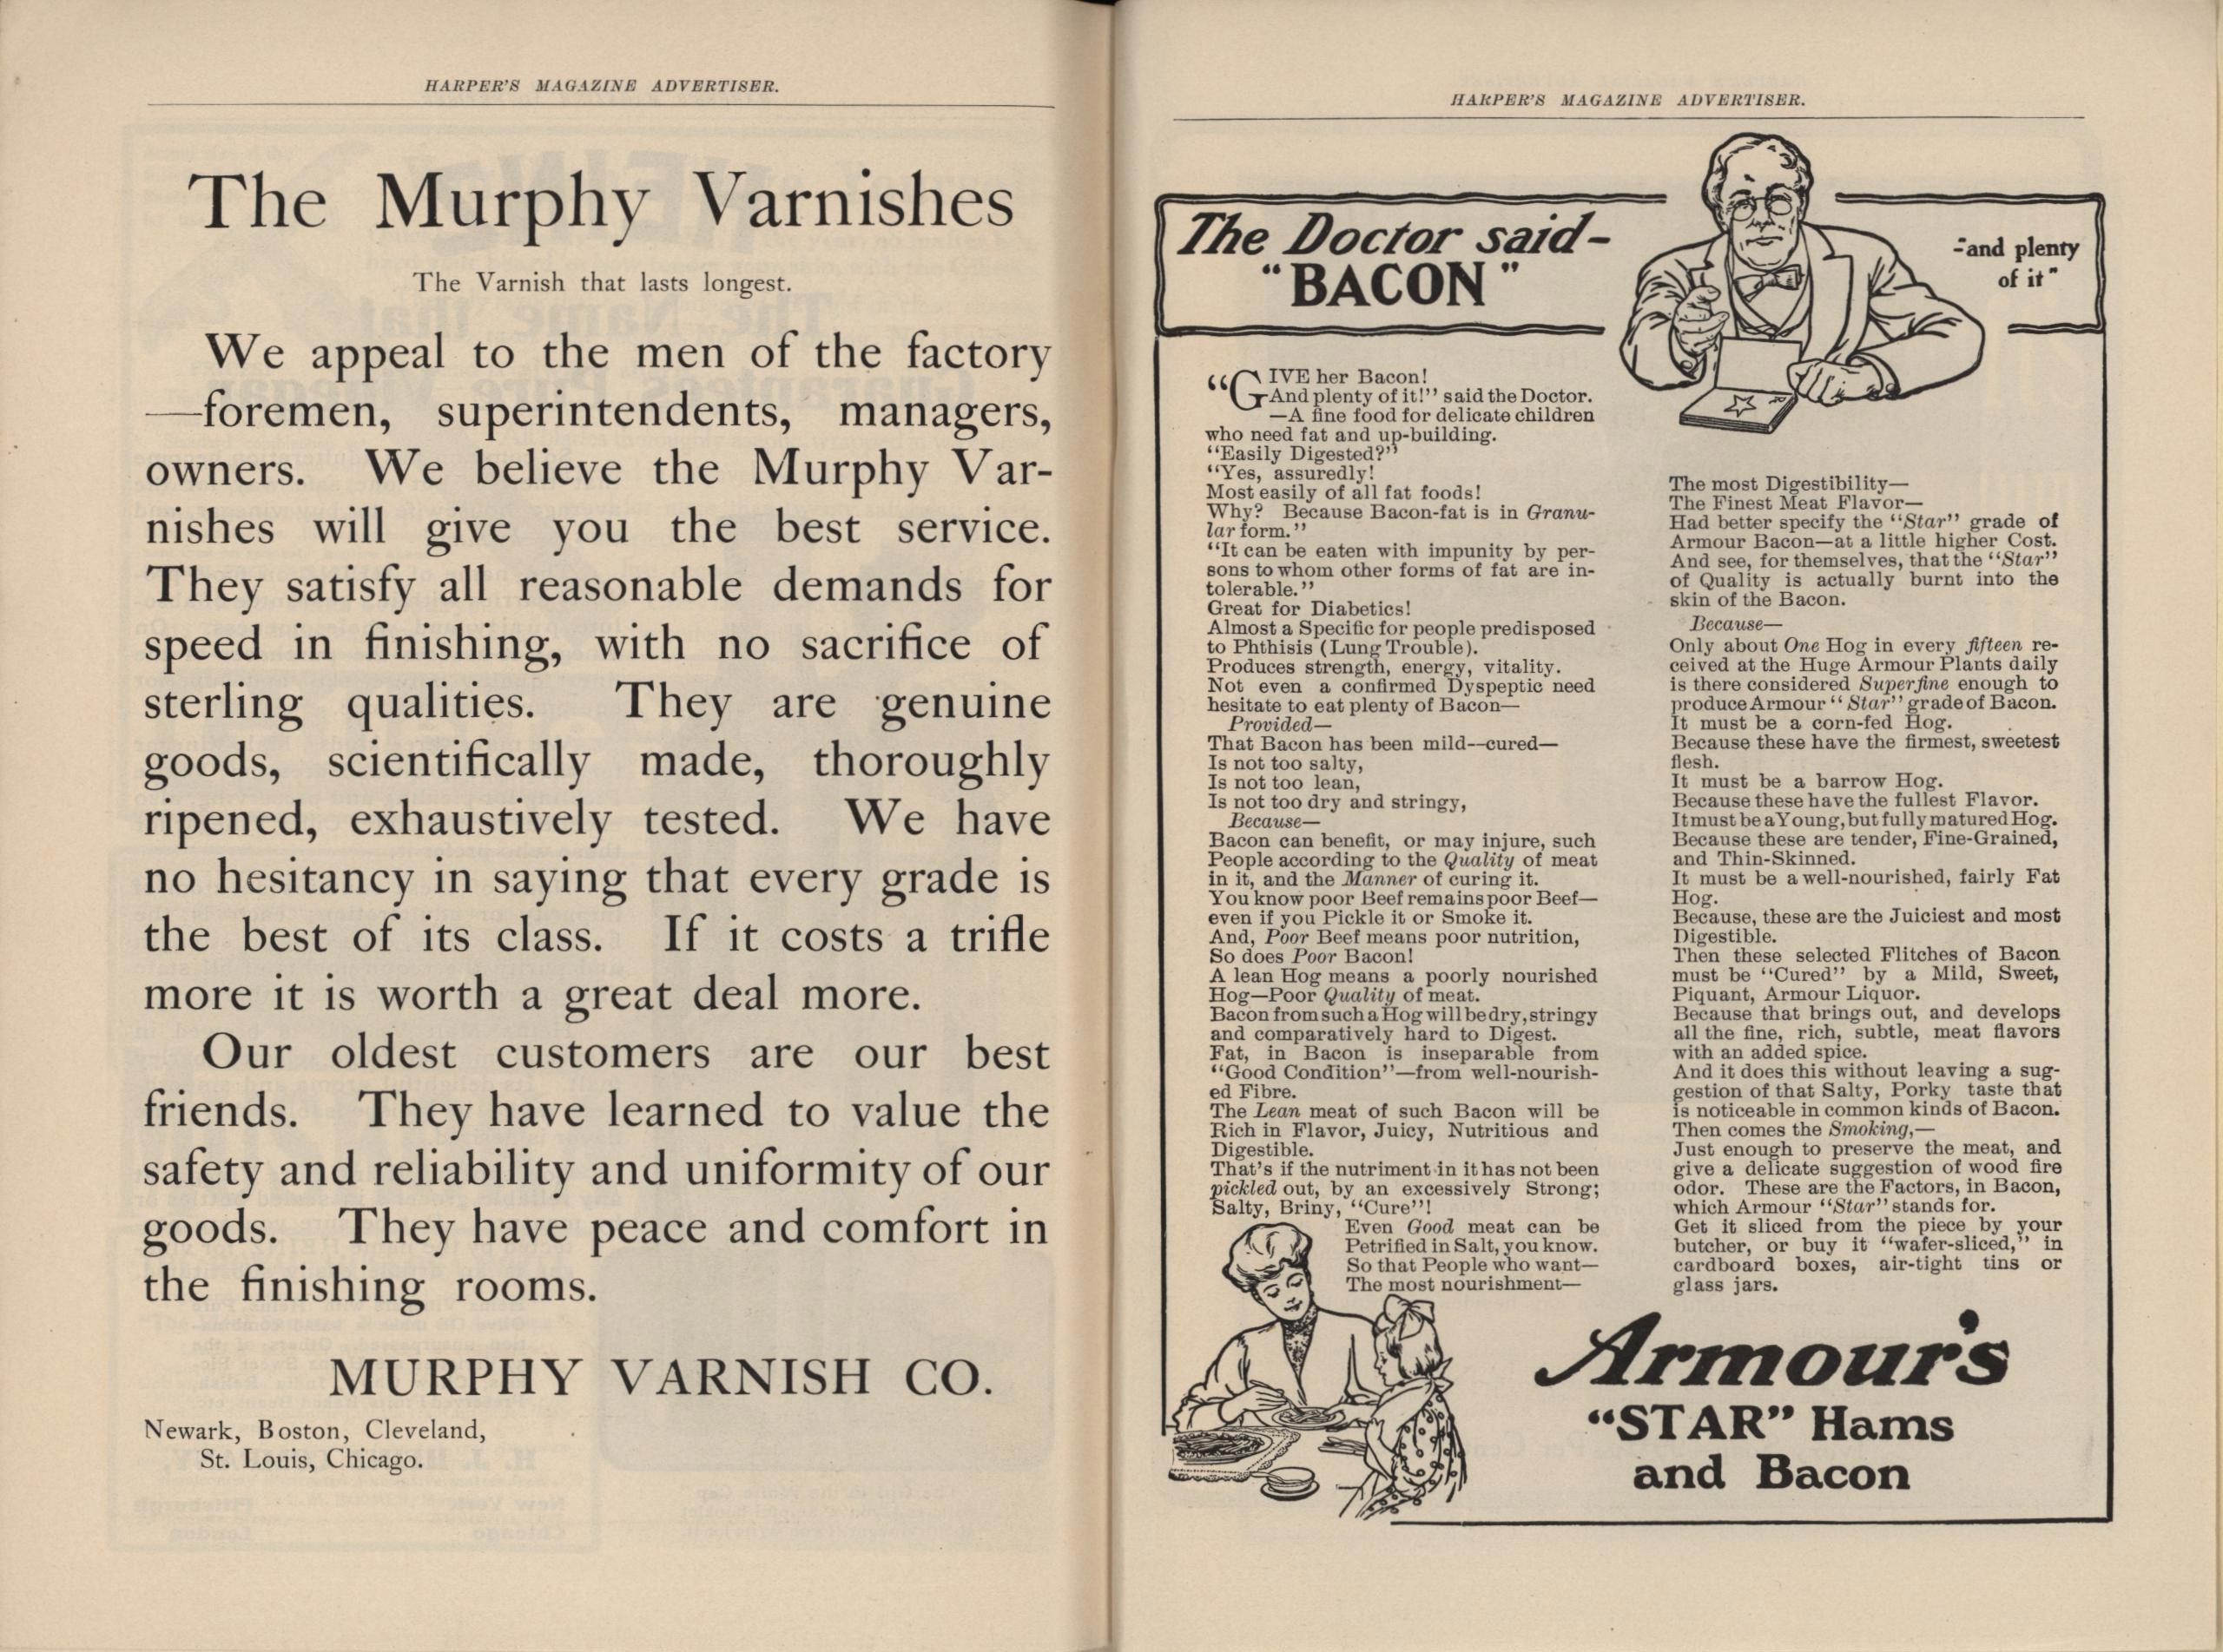 HARPER'S MAGAZINE ADVERTISER.
The Murphy Varnishes
The Varnish that lasts longest.
We appeal to the men of the factory
—foremen, superintendents, managers,
owners. We believe the Murphy Var-
nishes will give you the best service.
They satisfy all reasonable demands for
speed in finishing, with no sacrifice of
sterling qualities. They are genuine
goods, scientifically made, thoroughly
ripened, exhaustively tested. We have
no hesitancy in saying that every grade is
the best of its class. If it costs a trifle
more it is worth a great deal more.
Our oldest customers are our best
friends. They have learned to value the
safety and reliability and uniformity of our
goods. They have peace and comfort in
the finishing rooms.
MURPHY VARNISH CO.
Newark, Boston, Cleveland,
St. Louis, Chicago.
HARPER'S MAGAZINE ADVERTISER.
The Doctor said-
"BACON"
-and plenty
of it"
"GIVE her Bacon!
And plenty of it!" said the Doctor.
—A fine food for delicate children
who need fat and up-building.
"Easily Digested?"
"Yes, assuredly!
Most easily of all fat foods!
Why? Because Bacon-fat is in Granu-
lar form."
"It can be eaten with impunity by per-
sons to whom other forms of fat are in-
tolerable."
Great for Diabetics!
Almost a Specific for people predisposed
to Phthisis (Lung Trouble).
Produces strength, energy, vitality.
Not even a confirmed Dyspeptic need
hesitate to eat plenty of Bacon—
Provided—
That Bacon has been mild--cured—
Is not too salty,
Is not too lean,
Is not too dry and stringy,
Because—
Bacon can benefit, or may injure, such
People according to the Quality of meat
in it, and the Manner of curing it.
You know poor Beef remains poor Beef—
even if you Pickle it or Smoke it.
And, Poor Beef means poor nutrition,
So does Poor Bacon!
A lean Hog means a poorly nourished
Hog—Poor Quality of meat.
Bacon from such a Hog will be dry, stringy
and comparatively hard to Digest.
Fat, in Bacon is inseparable from
"Good Condition"—from well-nourish-
ed Fibre.
The Lean meat of such Bacon will be
Rich in Flavor, Juicy, Nutritious and
Digestible.
That's if the nutriment in it has not been
pickled out, by an excessively Strong;
Salty, Briny, "Cure"!
Even Good meat can be
Petrified in Salt, you know.
So that People who want—
The most nourishment—
The most Digestibility—
The Finest Meat Flavor—
Had better specify the "Star" grade of
Armour Bacon—at a little higher Cost.
And see, for themselves, that the "Star"
of Quality is actually burnt into the
skin of the Bacon.
Because—
Only about One Hog in every fifteen re-
ceived at the Huge Armour Plants daily
is there considered Superfine enough to
produce Armour "Star" grade of Bacon.
It must be a corn-fed Hog.
Because these have the firmest, sweetest
flesh.
It must be a barrow Hog.
Because these have the fullest Flavor.
It must be a Young, but fully matured Hog.
Because these are tender, Fine-Grained,
and Thin-Skinned.
It must be a well-nourished, fairly Fat
Hog.
Because, these are the Juiciest and most
Digestible.
Then these selected Flitches of Bacon
must be "Cured" by a Mild, Sweet,
Piquant, Armour Liquor.
Because that brings out, and develops
all the fine, rich, subtle, meat flavors
with an added spice.
And it does this without leaving a sug-
gestion of that Salty, Porky taste that
is noticeable in common kinds of Bacon.
Then comes the Smoking,—
Just enough to preserve the meat, and
give a delicate suggestion of wood fire
odor. These are the Factors, in Bacon,
which Armour "Star" stands for.
Get it sliced from the piece by your
butcher, or buy it "wafer-sliced," in
cardboard boxes, air-tight tins or
glass jars.
Armour's
"STAR" Hams
and Bacon